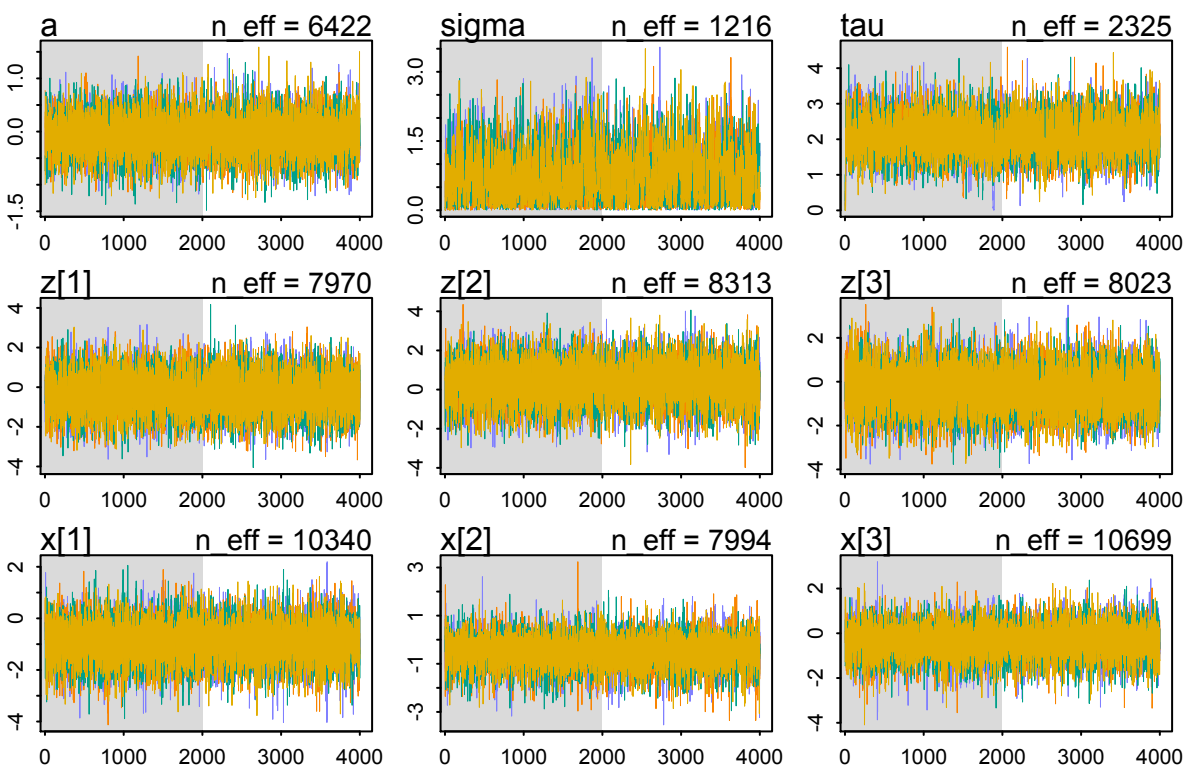 a n_eff = 6422
sigma n_eff = 1216
tau n_eff = 2325
1.0
0.0
-1.5
3.0
1.5
0.0
4
3
2
1
0
0 1000 2000 3000 4000
0 1000 2000 3000 4000
0 1000 2000 3000 4000
z[1] n_eff = 7970
z[2] n_eff = 8313
z[3] n_eff = 8023
4
2
0
-2
-4
4
2
0
-2
-4
2
0
-2
-4
0 1000 2000 3000 4000
0 1000 2000 3000 4000
0 1000 2000 3000 4000
x[1] n_eff = 10340
x[2] n_eff = 7994
x[3] n_eff = 10699
2
0
-2
-4
3
1
-1
-3
2
0
-2
-4
0 1000 2000 3000 4000
0 1000 2000 3000 4000
0 1000 2000 3000 4000